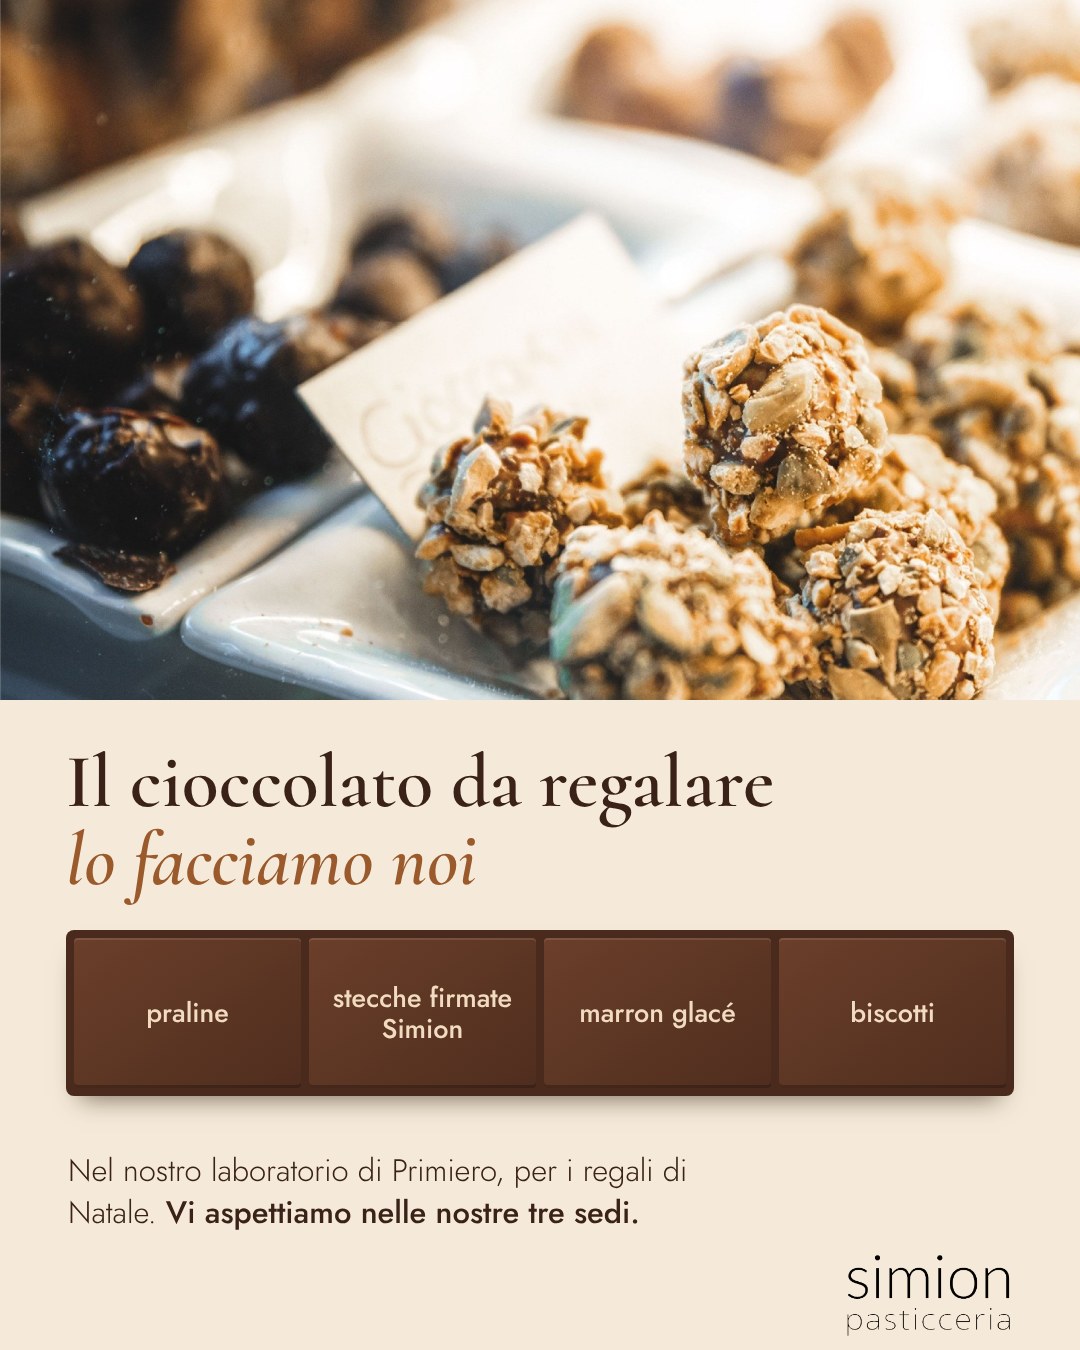 Il cioccolato da regalare
lo facciamo noi
praline
stecche firmate
Simion
marron glacé
biscotti
Nel nostro laboratorio di Primiero, per i regali di
Natale. Vi aspettiamo nelle nostre tre sedi.
simion
pasticceria